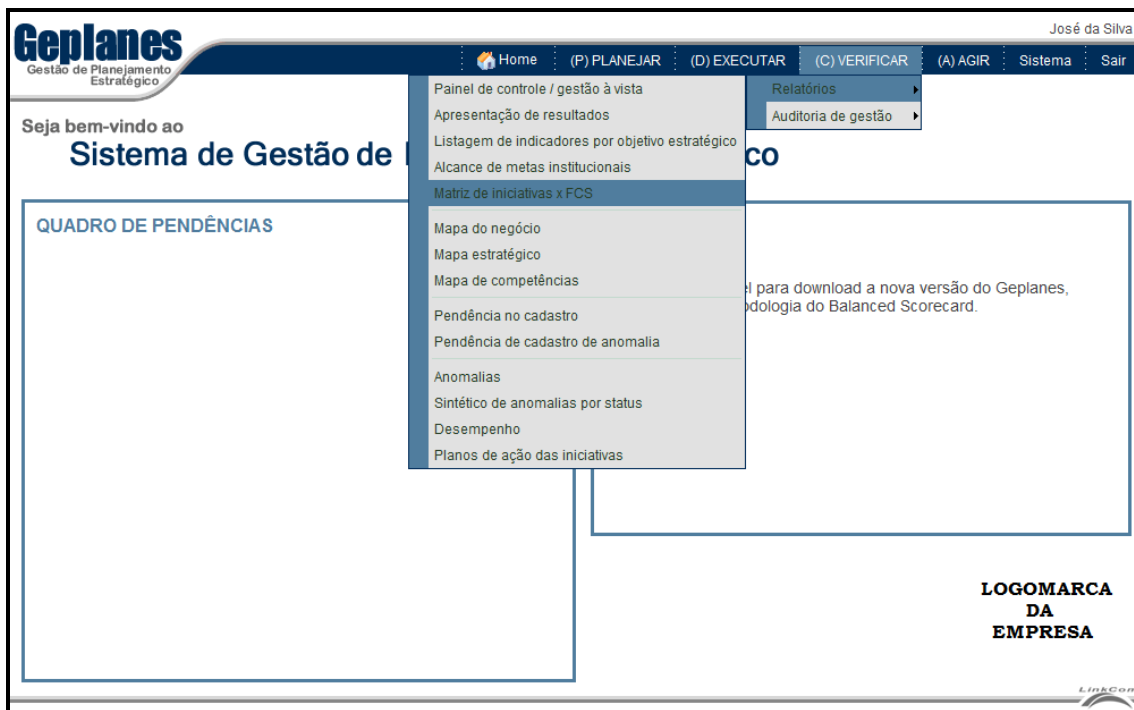 José da Silva
Geplanes
Gestão de Planejamento
Estratégico
Home
(P) PLANEJAR
(D) EXECUTAR
(C) VERIFICAR
(A) AGIR
Sistema
Sair
Relatórios
Auditoria de gestão
Painel de controle / gestão à vista
Apresentação de resultados
Listagem de indicadores por objetivo estratégico
Alcance de metas institucionais
Matriz de iniciativas x FCS
Mapa do negócio
Mapa estratégico
Mapa de competências
Pendência no cadastro
Pendência de cadastro de anomalia
Anomalias
Sintético de anomalias por status
Desempenho
Planos de ação das iniciativas
Seja bem-vindo ao
Sistema de Gestão de
co
QUADRO DE PENDÊNCIAS
para download a nova versão do Geplanes,
dologia do Balanced Scorecard.
LOGOMARCA
DA
EMPRESA
LinkCon